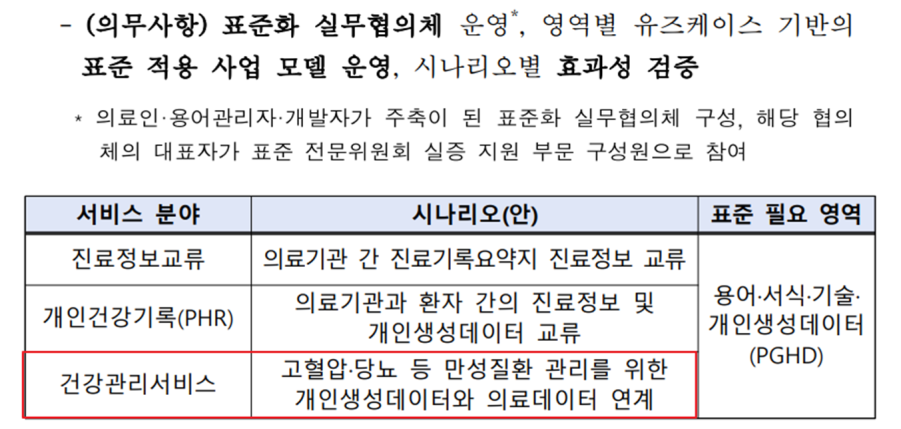 - (의무사항) 표준화 실무협의체 운영*, 영역별 유즈케이스 기반의
표준 적용 사업 모델 운영, 시나리오별 효과성 검증
* 의료인·용어관리자·개발자가 주축이 된 표준화 실무협의체 구성, 해당 협의
체의 대표자가 표준 전문위원회 실증 지원 부문 구성원으로 참여
서비스 분야 시나리오(안) 표준 필요 영역
진료정보교류 의료기관 간 진료기록요약지 진료정보 교류
개인건강기록(PHR) 의료기관과 환자 간의 진료정보 및
개인생성데이터 교류
건강관리서비스 고혈압·당뇨 등 만성질환 관리를 위한
개인생성데이터와 의료데이터 연계
용어·서식·기술·
개인생성데이터
(PGHD)